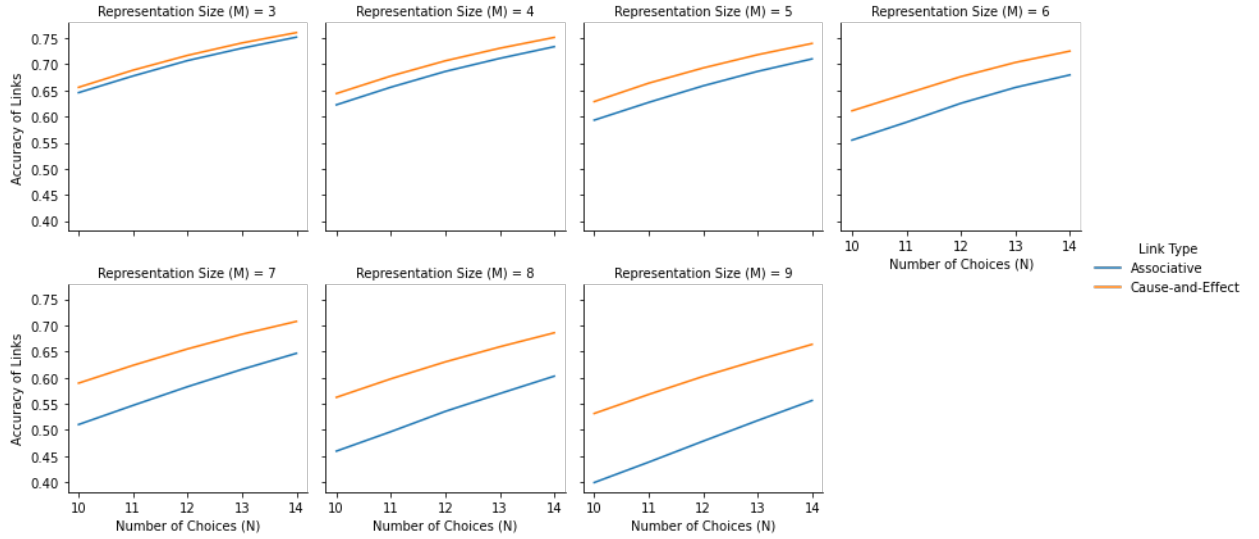 Representation Size (M) = 3
Representation Size (M) = 4
Representation Size (M) = 5
Representation Size (M) = 6
Accuracy of Links
0.75
0.70
0.65
0.60
0.55
0.50
0.45
0.40
10 11 12 13 14
Number of Choices (N)
Link Type
Associative
Cause-and-Effect
Representation Size (M) = 7
Representation Size (M) = 8
Representation Size (M) = 9
Accuracy of Links
0.75
0.70
0.65
0.60
0.55
0.50
0.45
0.40
10 11 12 13 14
Number of Choices (N)
10 11 12 13 14
Number of Choices (N)
10 11 12 13 14
Number of Choices (N)